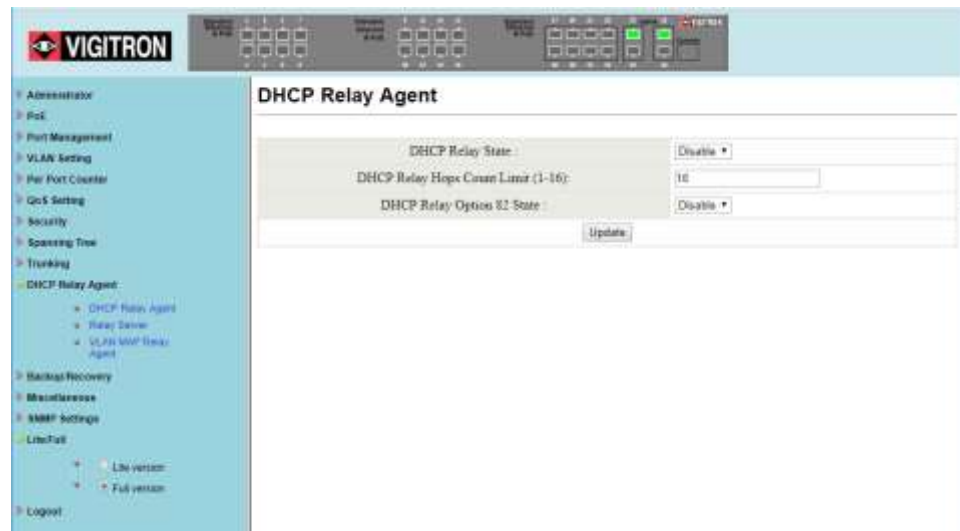 VIGITRON
Administrator
PoE
Port Management
VLAN Setting
Per Port Counter
QoS Setting
Security
Spanning Tree
Trunking
DHCP Relay Agent
DHCP Relay Agent
Relay Server
VLAN MAP Relay
Agent
Backup/Recovery
Miscellaneous
SNMP Settings
Lite/Full
Lite version
Full version
Logout
DHCP Relay Agent
DHCP Relay State :
Disable
DHCP Relay Hops Count Limit (1-16):
16
DHCP Relay Option 82 State :
Disable
Update